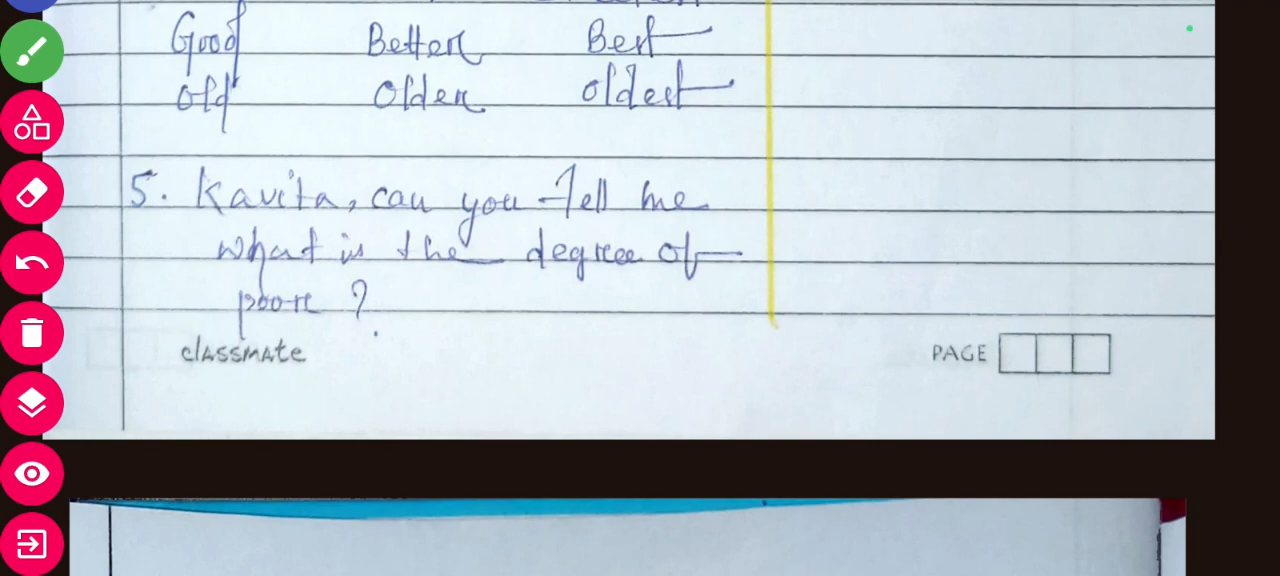 Good Better Best
old older oldest
5. Kavita, can you Tell me
what is the degree of
poor ?
classmate
PAGE